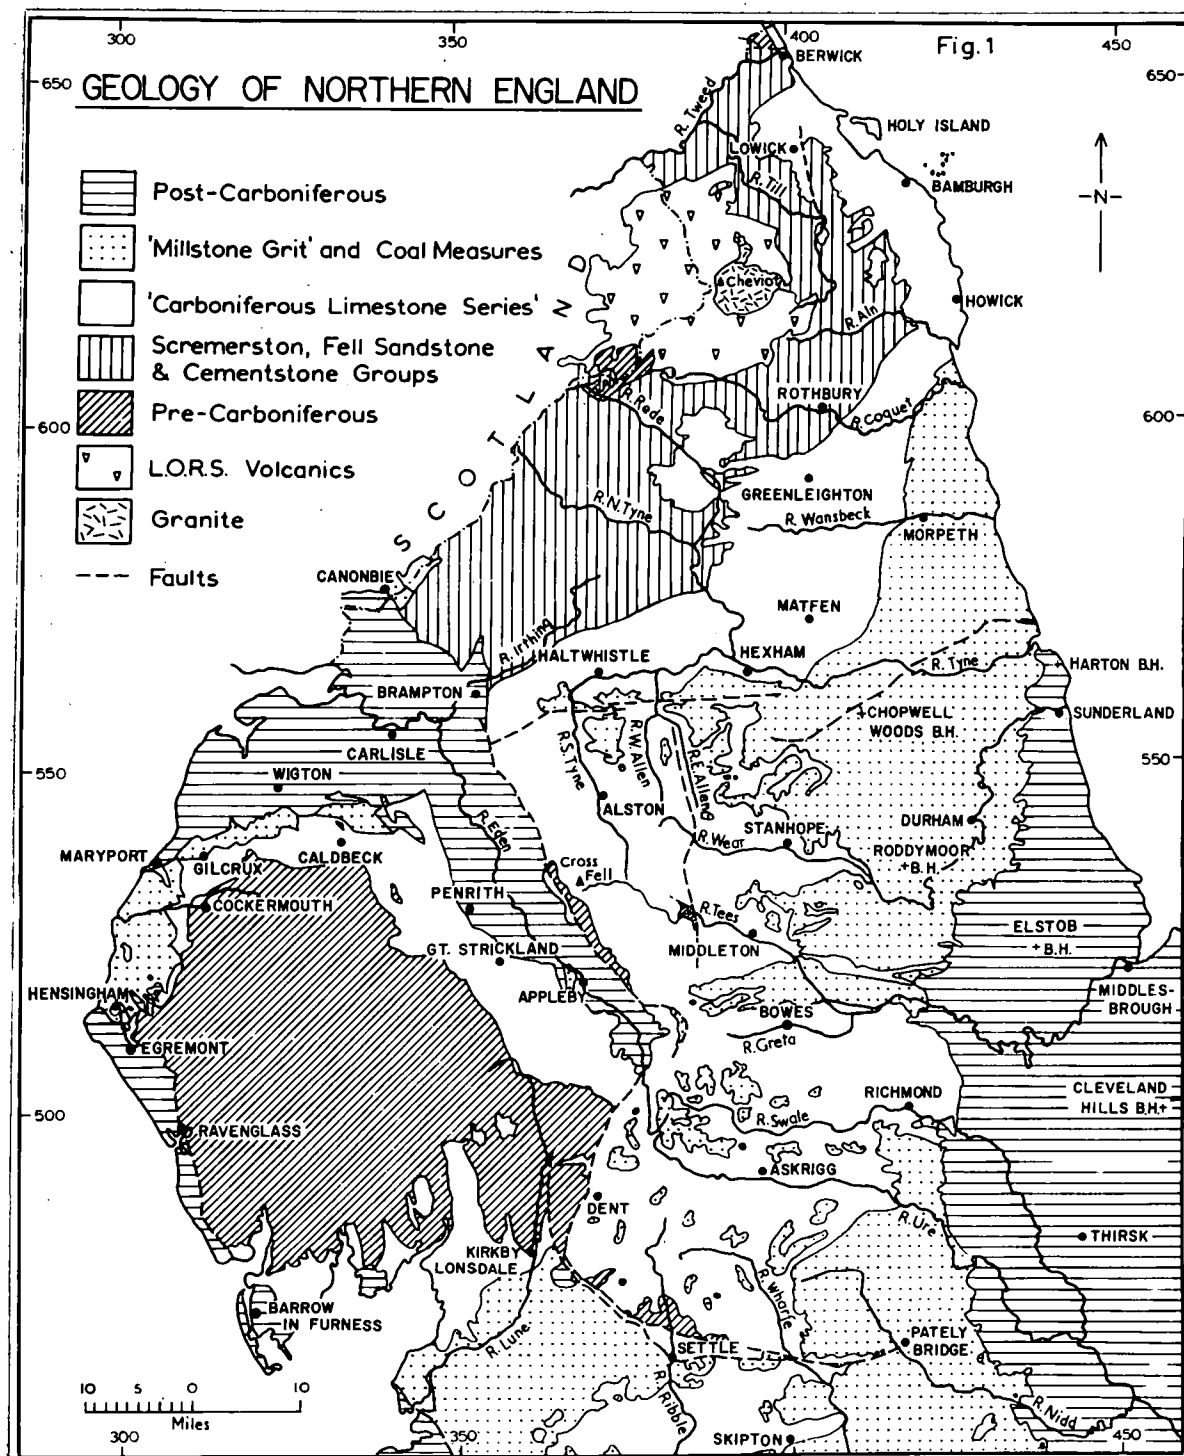 300
350
400
450
Fig.1
650
650
GEOLOGY OF NORTHERN ENGLAND
Post-Carboniferous
'Millstone Grit' and Coal Measures
'Carboniferous Limestone Series'
Scremerston, Fell Sandstone
& Cementstone Groups
Pre-Carboniferous
L.O.R.S. Volcanics
Granite
Faults
BERWICK
R. Tweed
HOLY ISLAND
LOWICK
R. Till
BAMBURGH
-N-
Cheviot
HOWICK
R. Aln
SCOTLAND
ROTHBURY
R. Rede
R. Coquet
600
600
GREENLEIGHTON
R. N. Tyne
R. Wansbeck
MORPETH
CANONBIE
MATFEN
R. Irthing
HALTWHISTLE
HEXHAM
R. Tyne
HARTON B.H.
BRAMPTON
CHOPWELL
WOODS B.H.
SUNDERLAND
CARLISLE
R.S.Tyne
R.W.Allen
R.E.Allen
550
550
WIGTON
ALSTON
R. Eden
STANHOPE
DURHAM
R. Wear
MARYPORT
GILCRUX
CALDBECK
RODDYMOOR
B.H.
Cross
Fell
COCKERMOUTH
PENRITH
R. Tees
ELSTOB
B.H.
GT. STRICKLAND
MIDDLETON
HENSINGHAM
APPLEBY
MIDDLES-
BROUGH
BOWES
R. Greta
EGREMONT
CLEVELAND
HILLS B.H.
500
500
RICHMOND
R. Swale
RAVENGLASS
ASKRIGG
DENT
R. Ure
THIRSK
KIRKBY
LONSDALE
R. Wharfe
BARROW
IN FURNESS
R. Lune
SETTLE
PATELY
BRIDGE
R. Ribble
R. Nidd
10 5 0 10
Miles
SKIPTON
300
350
400
450